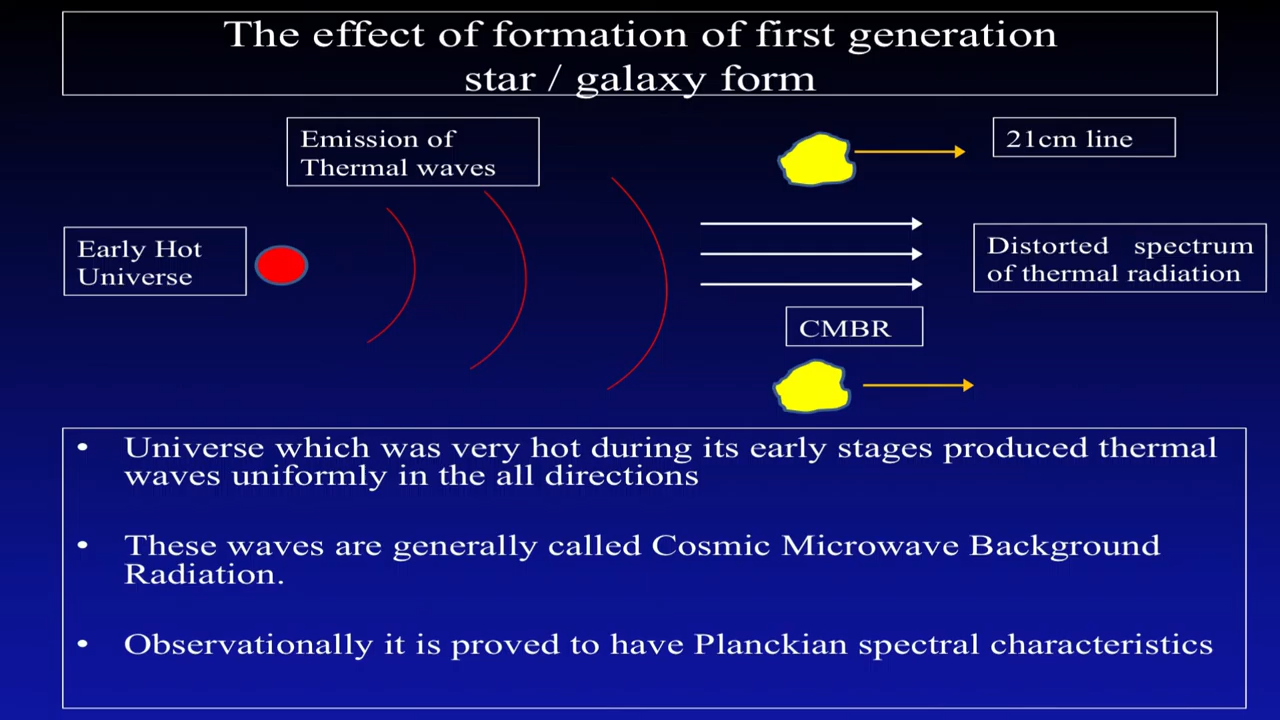 The effect of formation of first generation
star / galaxy form
Emission of
Thermal waves
21cm line
Early Hot
Universe
Distorted spectrum
of thermal radiation
CMBR
• Universe which was very hot during its early stages produced thermal
waves uniformly in the all directions
• These waves are generally called Cosmic Microwave Background
Radiation.
• Observationally it is proved to have Planckian spectral characteristics